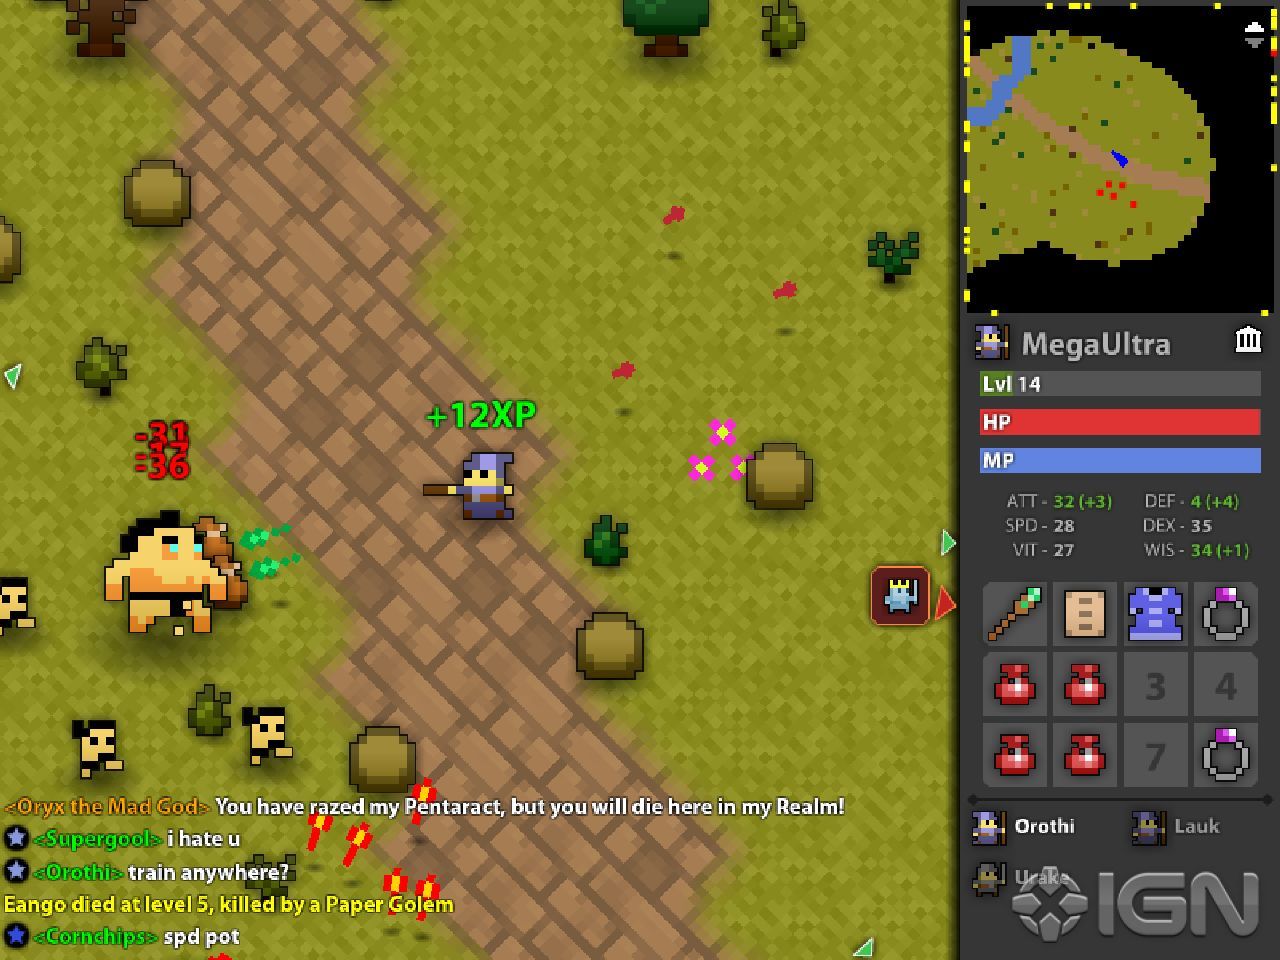 MegaUltra
Lvl 14
HP
MP
ATT - 32 (+3) DEF - 4 (+4)
SPD - 28 DEX - 35
VIT - 27 WIS - 34 (+1)
3 4
7
Orothi Lauk
Urake
IGN
+12XP
-31
-17
-36
<Oryx the Mad God> You have razed my Pentaract, but you will die here in my Realm!
<Supergool> i hate u
<Orothi> train anywhere?
Eango died at level 5, killed by a Paper Golem
<Cornchips> spd pot